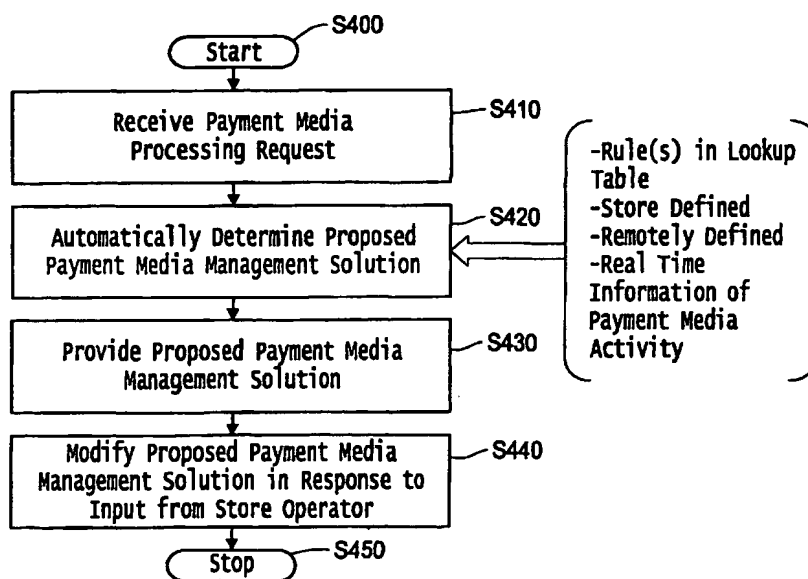 S400
Start
S410
Receive Payment Media
Processing Request
S420
Automatically Determine Proposed
Payment Media Management Solution
-Rule(s) in Lookup
Table
-Store Defined
-Remotely Defined
-Real Time
Information of
Payment Media
Activity
S430
Provide Proposed Payment Media
Management Solution
S440
Modify Proposed Payment Media
Management Solution in Response to
Input from Store Operator
S450
Stop